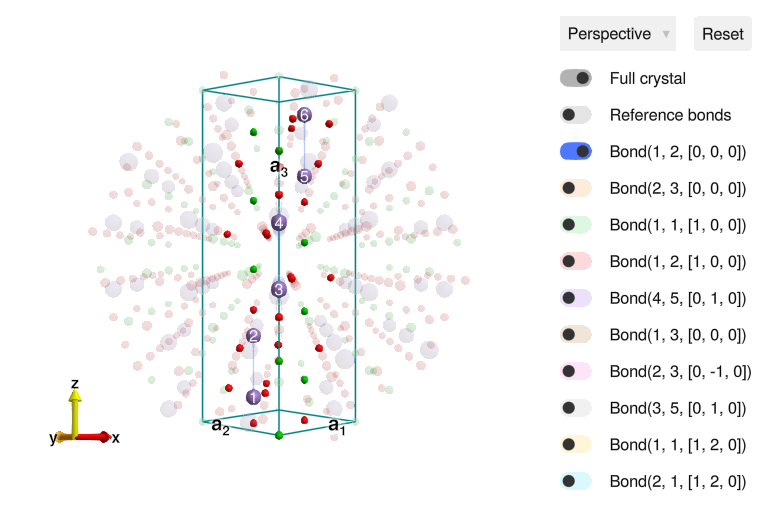 Perspective ▼
Reset
Full crystal
Reference bonds
Bond(1, 2, [0, 0, 0])
Bond(2, 3, [0, 0, 0])
Bond(1, 1, [1, 0, 0])
Bond(1, 2, [1, 0, 0])
Bond(4, 5, [0, 1, 0])
Bond(1, 3, [0, 0, 0])
Bond(2, 3, [0, -1, 0])
Bond(3, 5, [0, 1, 0])
Bond(1, 1, [1, 2, 0])
Bond(2, 1, [1, 2, 0])
6
a3
5
4
3
2
1
a2
a1
z
y
x